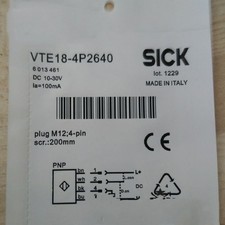 VTE18-4P2640
6 013 461
DC 10-30V
Ia=100mA
SICK
lot. 1229
MADE IN ITALY
plug M12;4-pin
scr.:200mm
CE
PNP
L+
DC
M